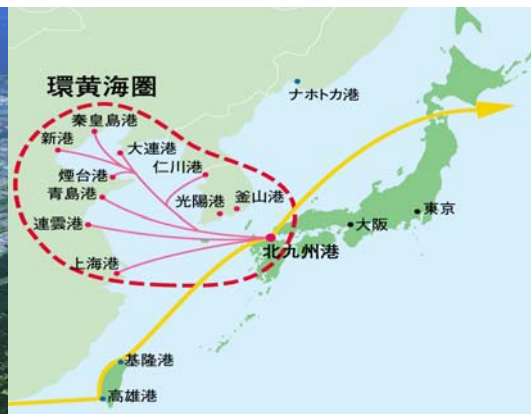 環黄海圏
ナホトカ港
秦皇島港
新港
大連港
仁川港
煙台港
青島港
光陽港
釜山港
連雲港
東京
大阪
北九州港
上海港
基隆港
高雄港